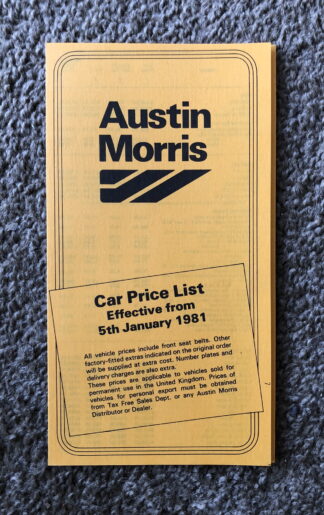 Austin
Morris
Car Price List
Effective from
5th January 1981
All vehicle prices include front seat belts. Other
factory-fitted extras indicated on the original order
will be supplied at extra cost. Number plates and
delivery charges are also extra.
These prices are applicable to vehicles sold for
permanent use in the United Kingdom. Prices of
vehicles for personal export must be obtained
from Tax Free Sales Dept. or any Austin Morris
Distributor or Dealer.